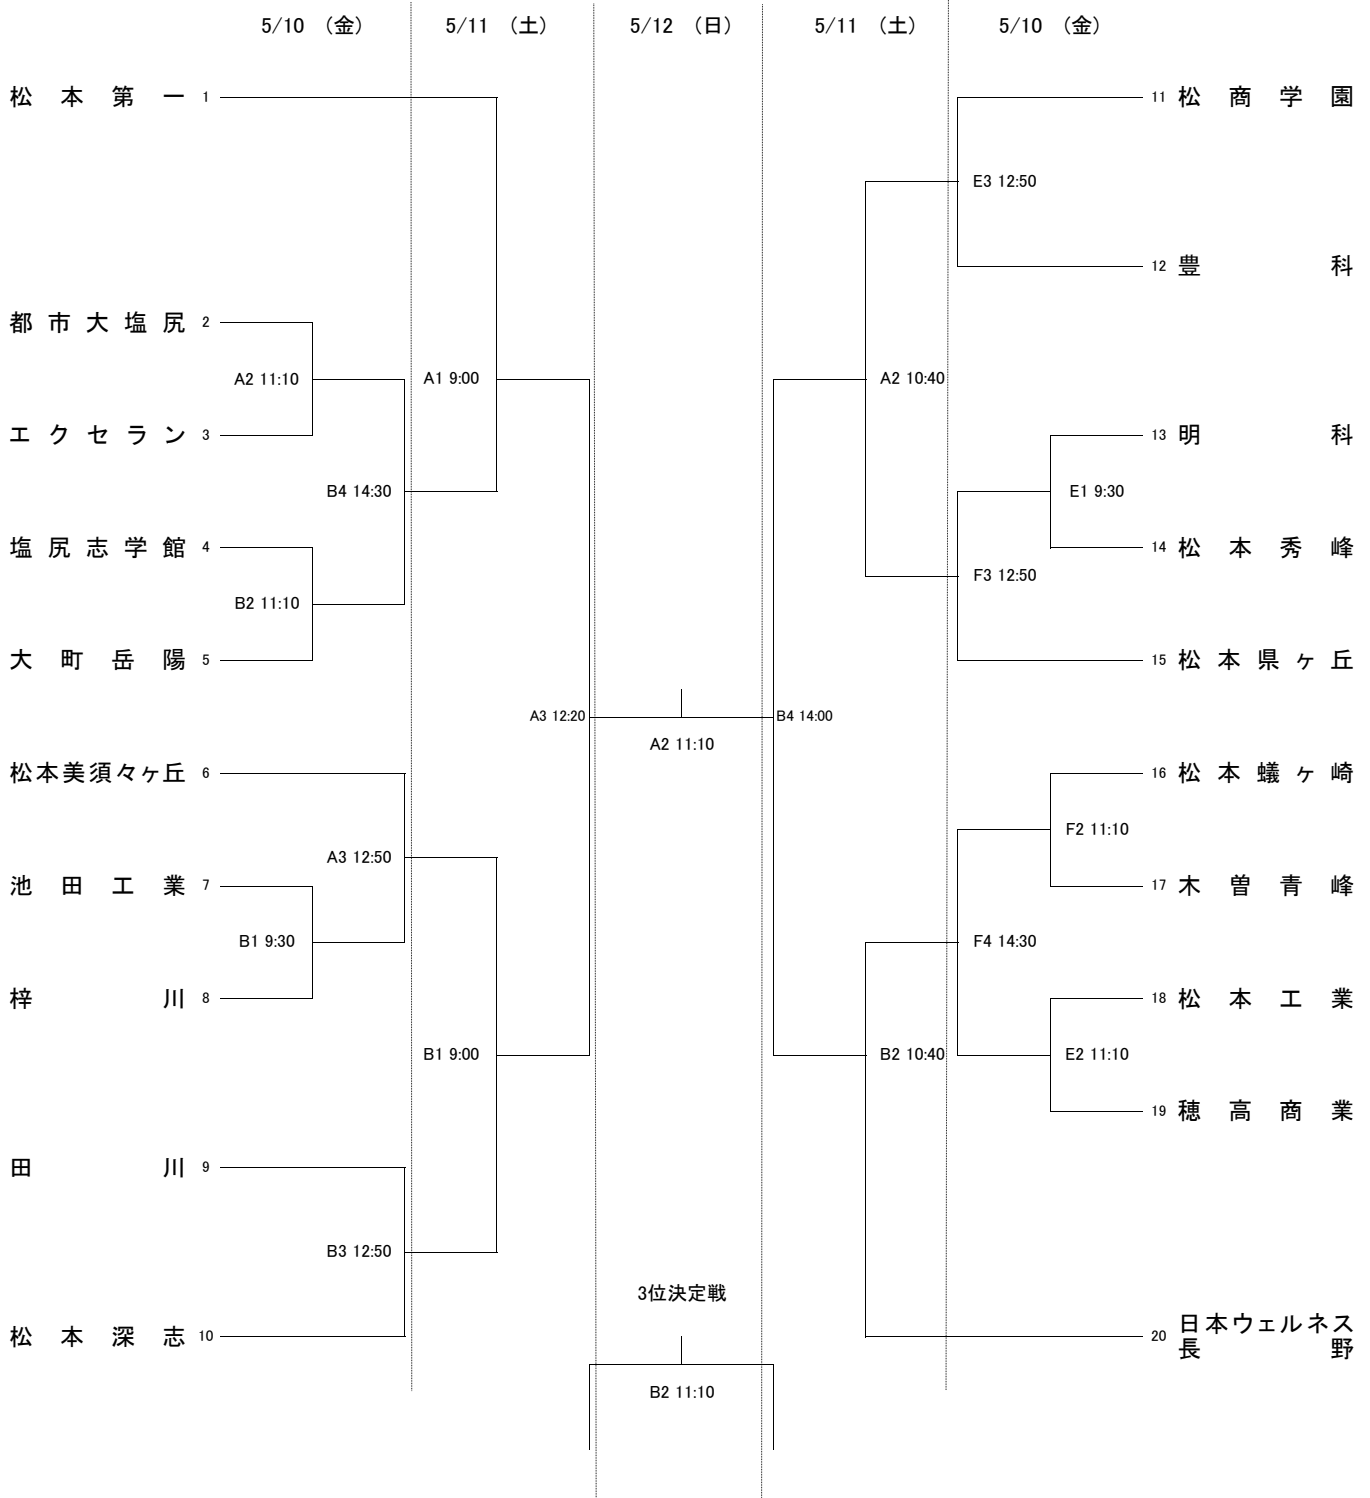 5/10 （金） 5/11 （土） 5/12 （日） 5/11 （土） 5/10 （金）
松本第一 1
11 松商学園
E3 12:50
12 豊科
都市大塩尻 2
A2 11:10
A1 9:00
A2 10:40
エクセラン 3
13 明科
B4 14:30
E1 9:30
塩尻志学館 4
14 松本秀峰
F3 12:50
B2 11:10
大町岳陽 5
15 松本県ヶ丘
A3 12:20
B4 14:00
A2 11:10
松本美須々ヶ丘 6
16 松本蟻ヶ崎
F2 11:10
A3 12:50
池田工業 7
17 木曽青峰
B1 9:30
F4 14:30
梓川 8
18 松本工業
B1 9:00
B2 10:40
E2 11:10
19 穂高商業
田川 9
B3 12:50
3位決定戦
松本深志 10
20 日本ウェルネス
長野
B2 11:10